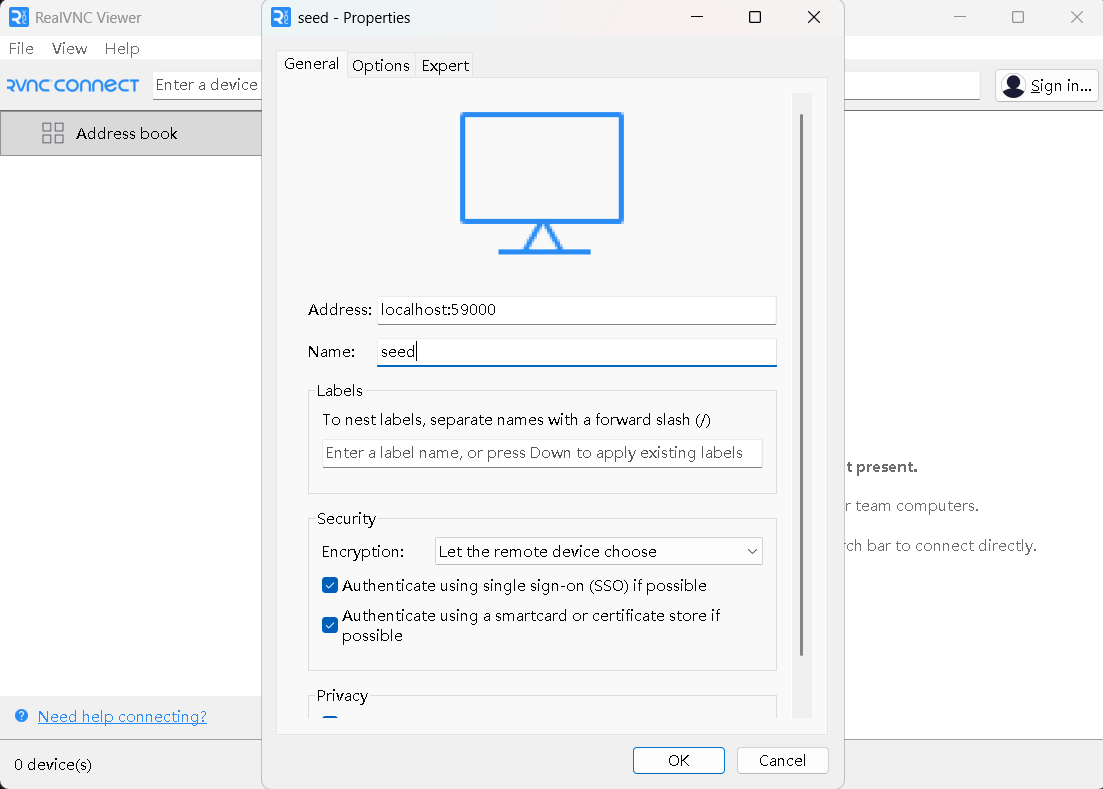 RealVNC Viewer
File View Help
RVNC CONNECT
Enter a device
Sign in...
Address book
seed - Properties
General Options Expert
Address: localhost:59000
Name: seed
Labels
To nest labels, separate names with a forward slash (/)
Enter a label name, or press Down to apply existing labels
Security
Encryption: Let the remote device choose
Authenticate using single sign-on (SSO) if possible
Authenticate using a smartcard or certificate store if
possible
Privacy
OK Cancel
t present.
r team computers.
rch bar to connect directly.
Need help connecting?
0 device(s)